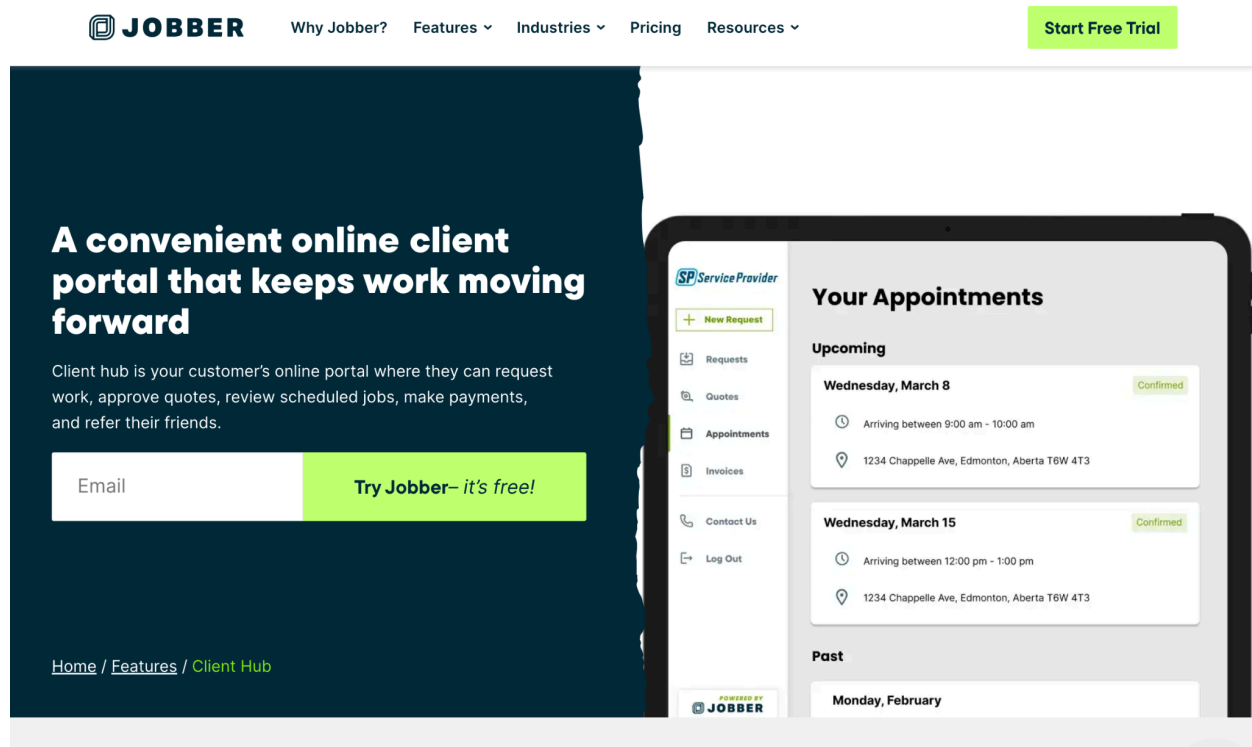 JOBBER
Why Jobber? Features Industries Pricing Resources
Start Free Trial
A convenient online client
portal that keeps work moving
forward
Client hub is your customer's online portal where they can request
work, approve quotes, review scheduled jobs, make payments,
and refer their friends.
Email
Try Jobber– it's free!
Home / Features / Client Hub
SP Service Provider
+ New Request
Requests
Quotes
Appointments
Invoices
Contact Us
Log Out
POWERED BY
JOBBER
Your Appointments
Upcoming
Wednesday, March 8
Confirmed
Arriving between 9:00 am - 10:00 am
1234 Chappelle Ave, Edmonton, Aberta T6W 4T3
Wednesday, March 15
Confirmed
Arriving between 12:00 pm - 1:00 pm
1234 Chappelle Ave, Edmonton, Aberta T6W 4T3
Past
Monday, February